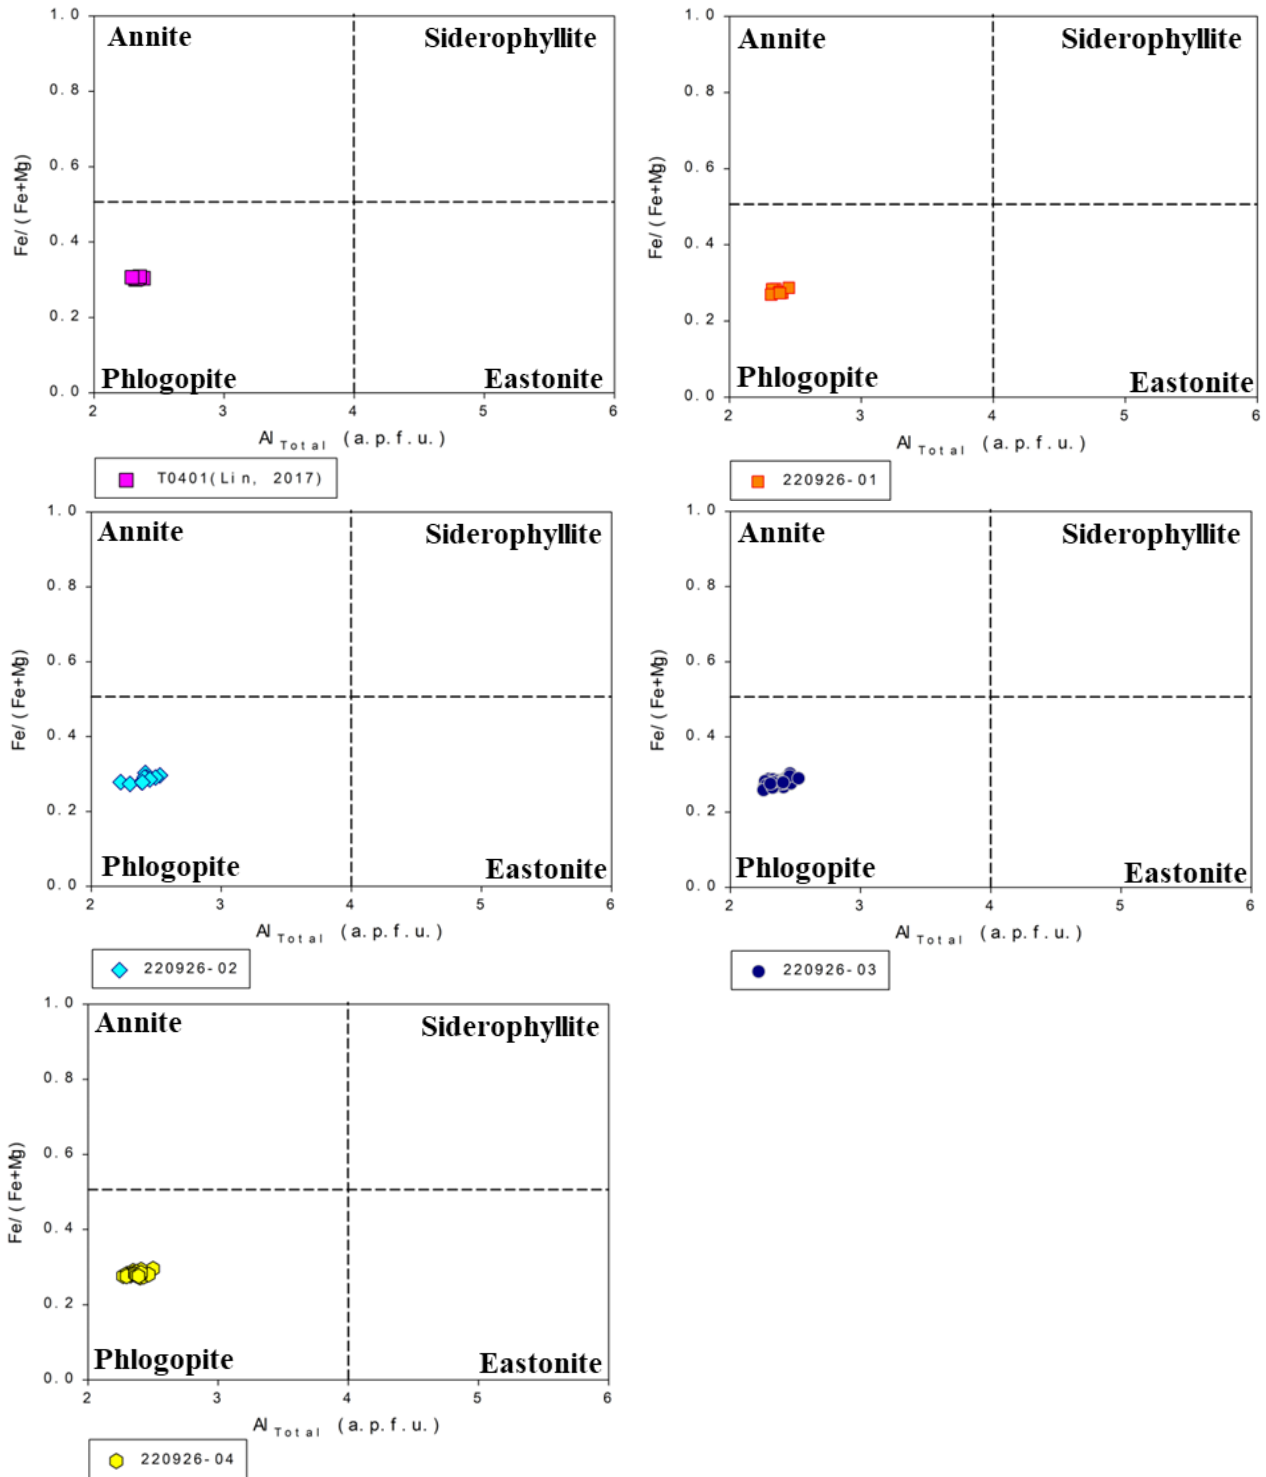 1.0
Annite
Siderophyllite
0.8
0.6
Fe/(Fe+Mg)
0.4
0.2
Phlogopite
Eastonite
0.0
2 3 4 5 6
Al Total (a.p.f.u.)
T0401(Lin, 2017)
1.0
Annite
Siderophyllite
0.8
0.6
Fe/(Fe+Mg)
0.4
0.2
Phlogopite
Eastonite
0.0
2 3 4 5 6
Al Total (a.p.f.u.)
220926-01
1.0
Annite
Siderophyllite
0.8
0.6
Fe/(Fe+Mg)
0.4
0.2
Phlogopite
Eastonite
0.0
2 3 4 5 6
Al Total (a.p.f.u.)
220926-02
1.0
Annite
Siderophyllite
0.8
0.6
Fe/(Fe+Mg)
0.4
0.2
Phlogopite
Eastonite
0.0
2 3 4 5 6
Al Total (a.p.f.u.)
220926-03
1.0
Annite
Siderophyllite
0.8
0.6
Fe/(Fe+Mg)
0.4
0.2
Phlogopite
Eastonite
0.0
2 3 4 5 6
Al Total (a.p.f.u.)
220926-04